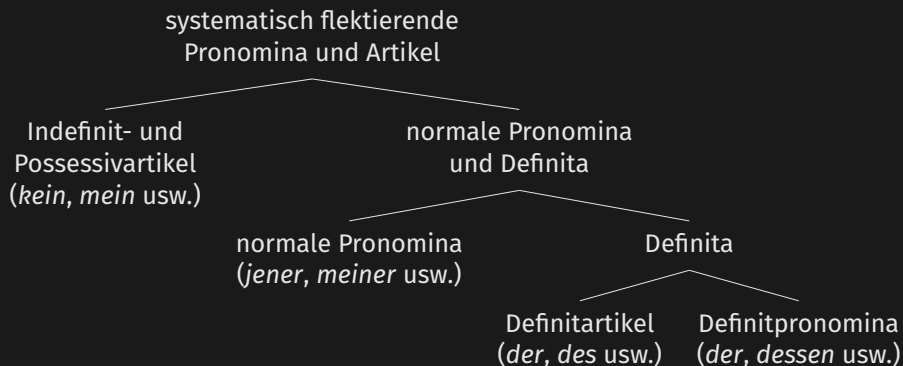 systematisch flektierende
Pronomina und Artikel
Indefinit- und
Possessivartikel
(kein, mein usw.)
normale Pronomina
und Definita
normale Pronomina
(jener, meiner usw.)
Definita
Definitartikel
(der, des usw.)
Definitpronomina
(der, dessen usw.)